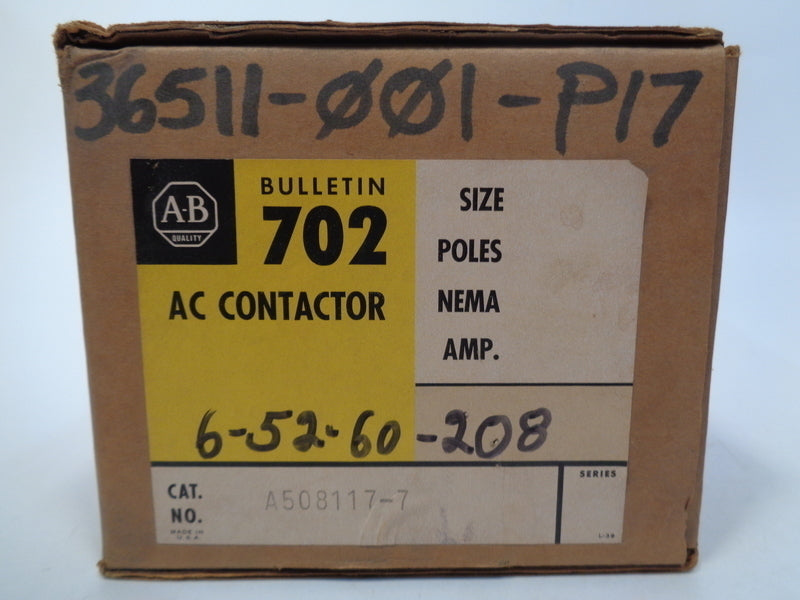 36511-ØØ1-P17
A-B
QUALITY
BULLETIN
702
AC CONTACTOR
SIZE
POLES
NEMA
AMP.
6-52-60-208
CAT.
NO.
A508117-7
MADE IN
U.S.A.
SERIES
L-38